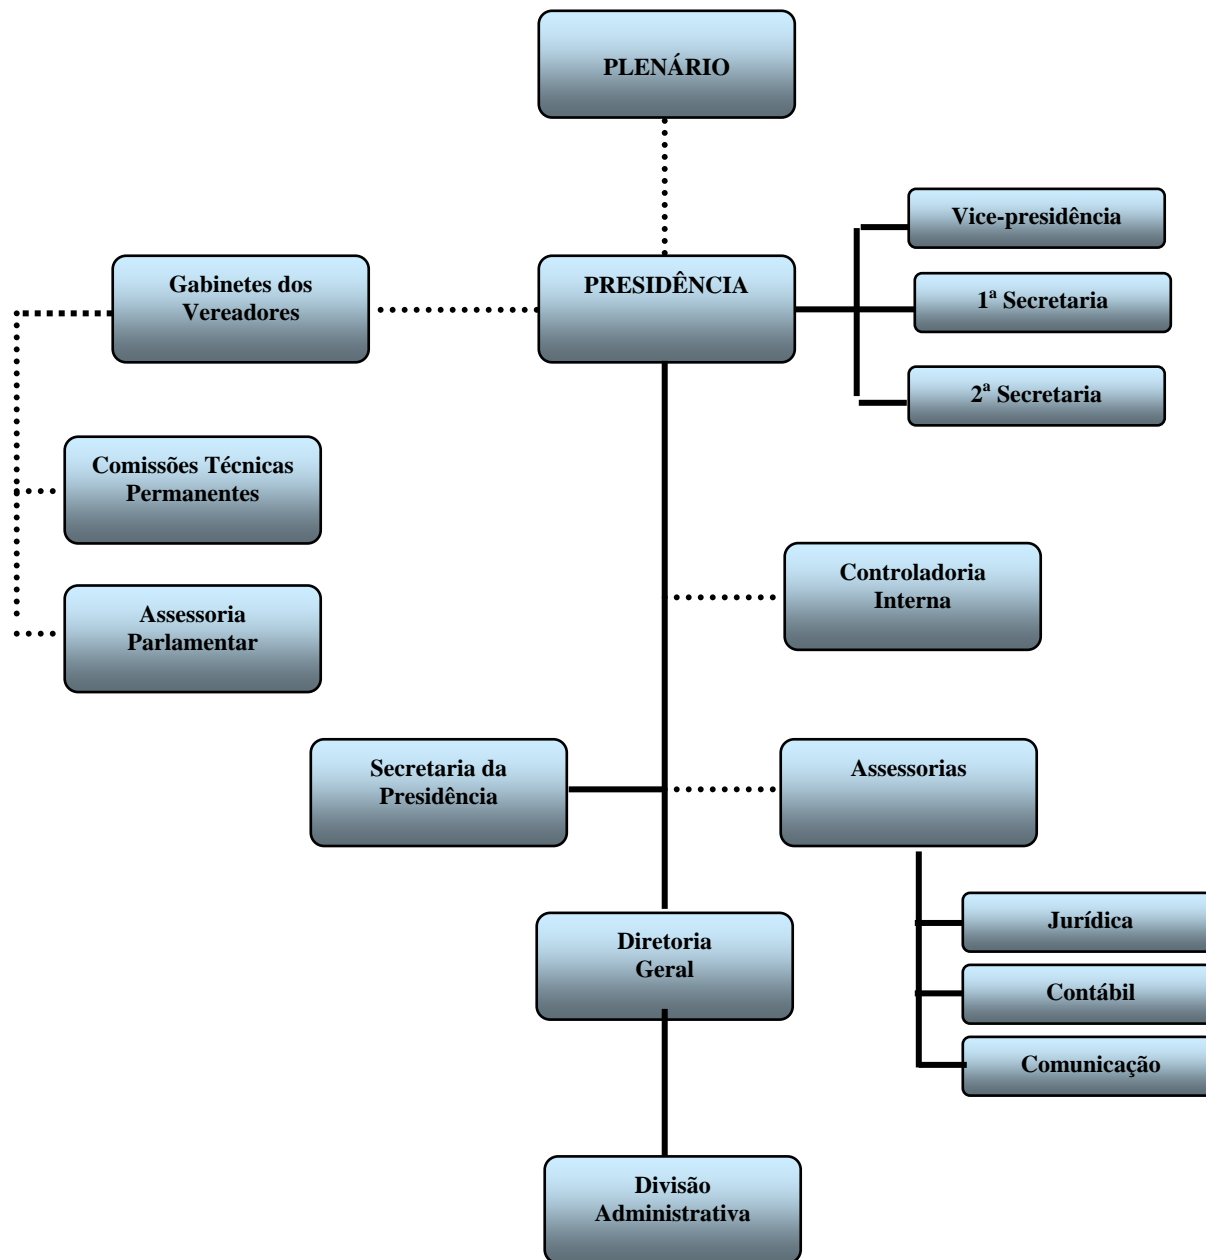 PLENÁRIO
Vice-presidência
Gabinetes dos
Vereadores
PRESIDÊNCIA
1ª Secretaria
2ª Secretaria
Comissões Técnicas
Permanentes
Controladoria
Interna
Assessoria
Parlamentar
Secretaria da
Presidência
Assessorias
Jurídica
Diretoria
Geral
Contábil
Comunicação
Divisão
Administrativa